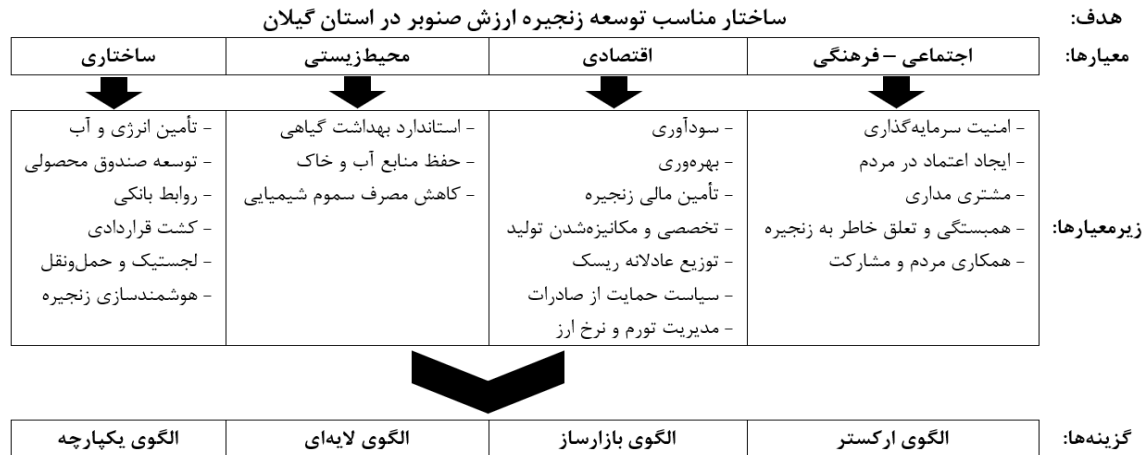 هدف: ساختار مناسب توسعه زنجیره ارزش صنوبر در استان گیلان
معیارها: اجتماعی – فرهنگی اقتصادی محیط‌زیستی ساختاری
زیرمعیارها:
- امنیت سرمایه‌گذاری
- ایجاد اعتماد در مردم
- مشتری مداری
- همبستگی و تعلق خاطر به زنجیره
- همکاری مردم و مشارکت
- سودآوری
- بهره‌وری
- تأمین مالی زنجیره
- تخصصی و مکانیزه‌شدن تولید
- توزیع عادلانه ریسک
- سیاست حمایت از صادرات
- مدیریت تورم و نرخ ارز
- استاندارد بهداشت گیاهی
- حفظ منابع آب و خاک
- کاهش مصرف سموم شیمیایی
- تأمین انرژی و آب
- توسعه صندوق محصولی
- روابط بانکی
- کشت قراردادی
- لجستیک و حمل‌ونقل
- هوشمندسازی زنجیره
گزینه‌ها: الگوی ارکستر الگوی بازارساز الگوی لایه‌ای الگوی یکپارچه